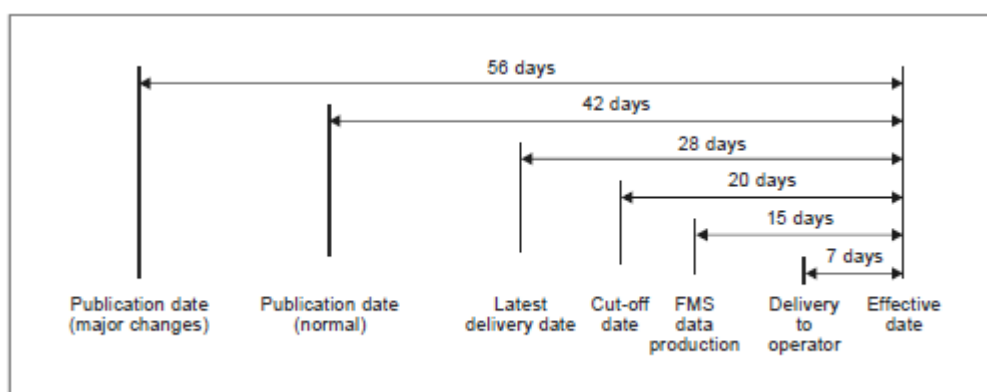 56 days
42 days
28 days
20 days
15 days
7 days
Publication date
(major changes)
Publication date
(normal)
Latest
delivery date
Cut-off
date
FMS
data
production
Delivery
to
operator
Effective
date